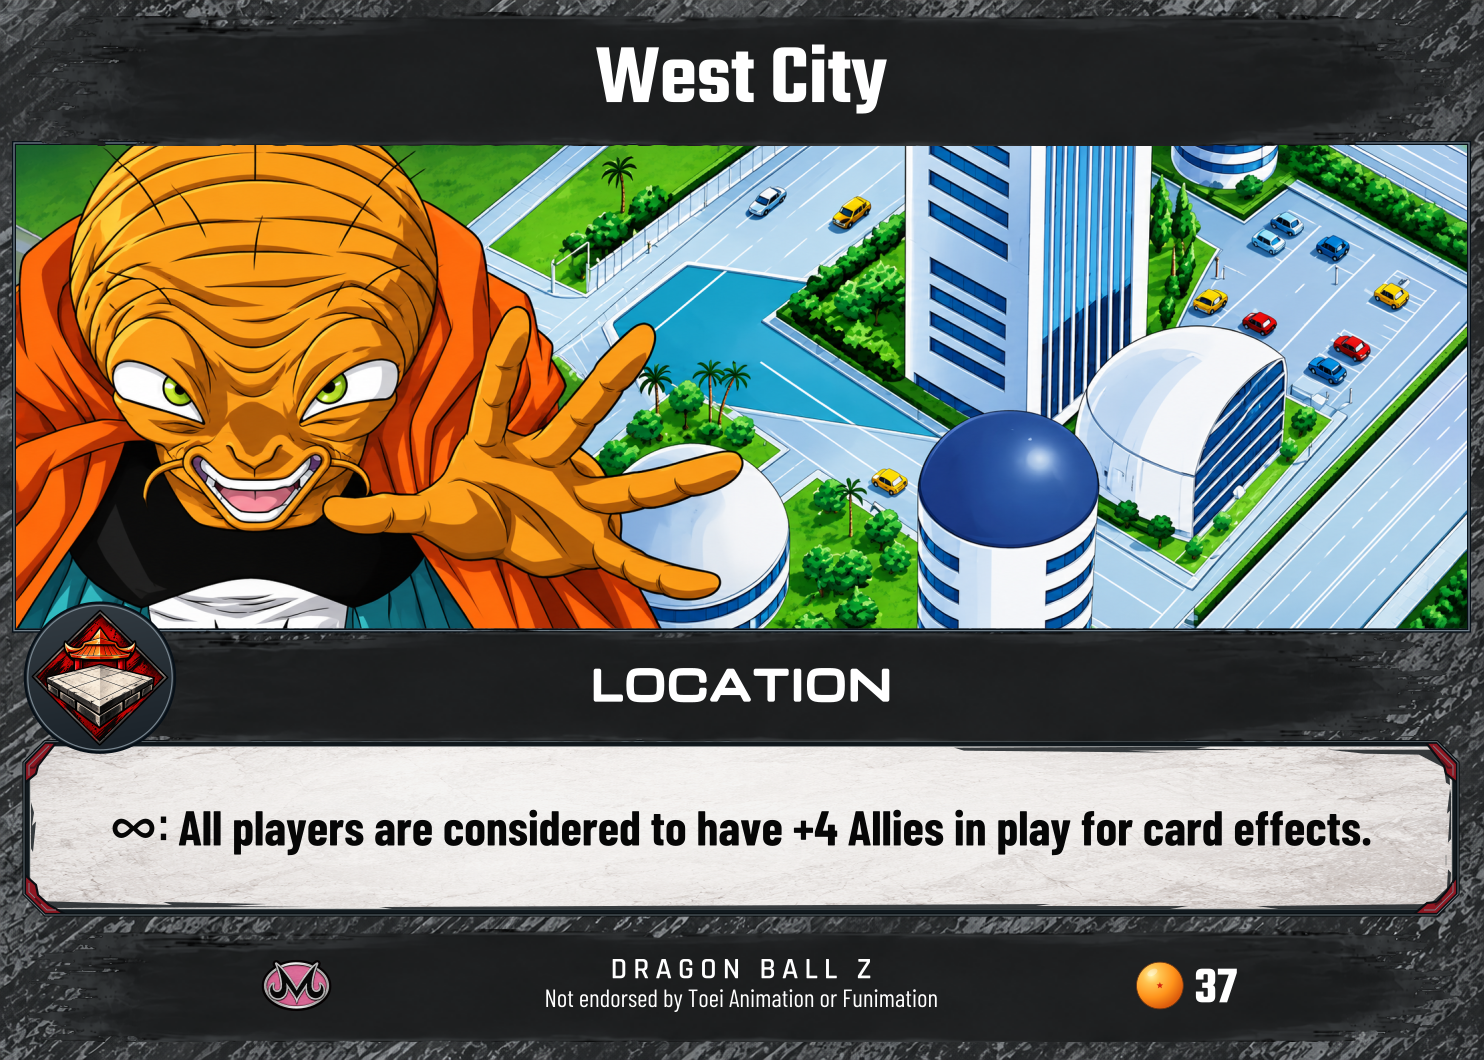 West City
LOCATION
∞: All players are considered to have +4 Allies in play for card effects.
DRAGON BALL Z
Not endorsed by Toei Animation or Funimation
37